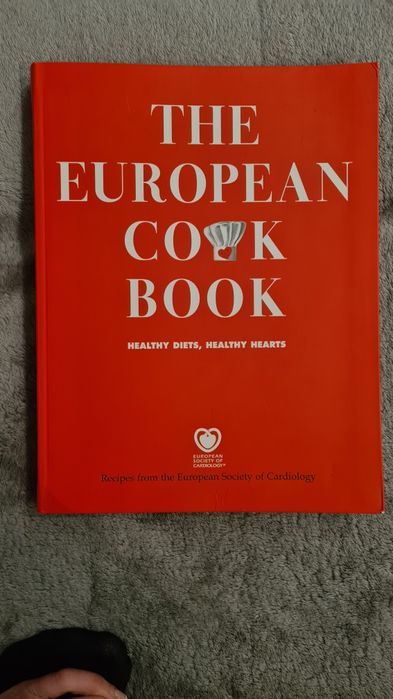 THE
EUROPEAN
COOK
BOOK
HEALTHY DIETS, HEALTHY HEARTS
EUROPEAN
SOCIETY OF
CARDIOLOGY®
Recipes from the European Society of Cardiology